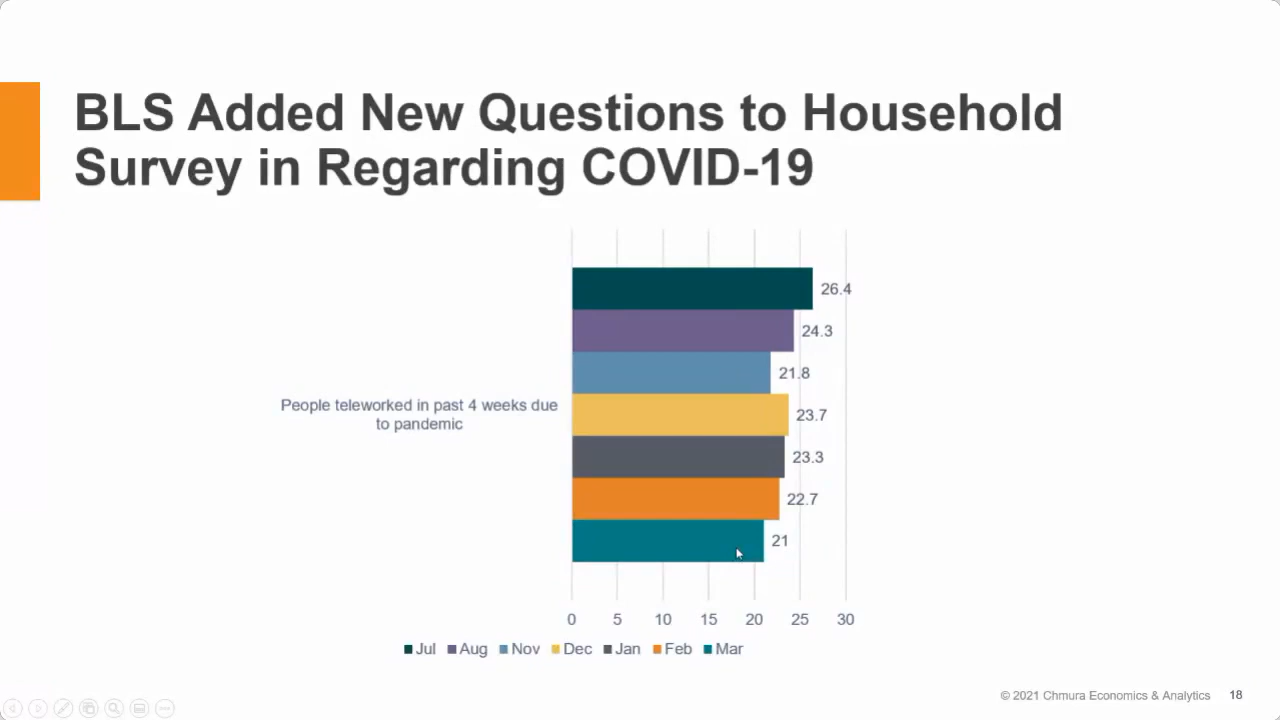 BLS Added New Questions to Household
Survey in Regarding COVID-19
26.4
24.3
21.8
People teleworked in past 4 weeks due
to pandemic
23.7
23.3
22.7
21
0 5 10 15 20 25 30
Jul Aug Nov Dec Jan Feb Mar
© 2021 Chmura Economics & Analytics 18